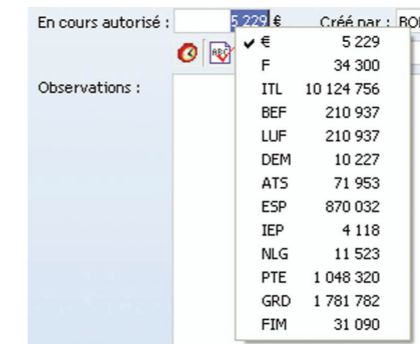 En cours autorisé : 5 229 € Créé par :
ABC
✓ € 5 229
F 34 300
Observations : ITL 10 124 756
BEF 210 937
LUF 210 937
DEM 10 227
ATS 71 953
ESP 870 032
IEP 4 118
NLG 11 523
PTE 1 048 320
GRD 1 781 782
FIM 31 090